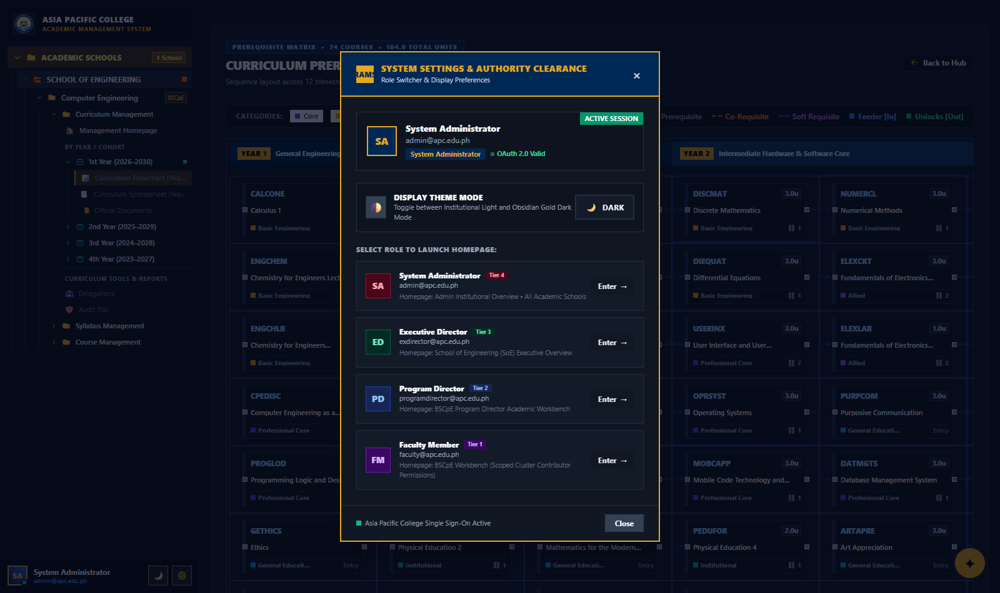 ASIA PACIFIC COLLEGE
ACADEMIC MANAGEMENT SYSTEM
ACADEMIC SCHOOLS
1 School
SCHOOL OF ENGINEERING
Computer Engineering
BSCpE
Curriculum Management
Management Homepage
BY YEAR / COHORT
1st Year (2026–2030)
Curriculum Flowchart (Yea...
Curriculum Spreadsheet (Yea...
Official Documents
2nd Year (2025–2029)
3rd Year (2024–2028)
4th Year (2023–2027)
CURRICULUM TOOLS & REPORTS
Delegations
Audit Trail
Syllabus Management
Course Management
SA
System Administrator
admin@apc.edu.ph
PREREQUISITE MATRIX • 74 COURSES • 184.0 TOTAL UNITS
CURRICULUM PRER
Sequence layout across 12 trimeste
Back to Hub
CATEGORIES:
Core
Prerequisite
Co-Requisite
Soft Requisite
Feeder [In]
Unlocks [Out]
YEAR 1
General Engineering
YEAR 2
Intermediate Hardware & Software Core
CALCONE
Calculus 1
Basic Engineering
DISCMAT
3.0u
Discrete Mathematics
Basic Engineering
1
NUMERCL
3.0u
Numerical Methods
Basic Engineering
1
ENGCHEM
Chemistry for Engineers Lect
Basic Engineering
DIEQUAT
3.0u
Differential Equations
Basic Engineering
1
ELEXCKT
3.0u
Fundamentals of Electronics...
Allied
2
ENGCHLB
Chemistry for Engineers...
Basic Engineering
USERINX
3.0u
User Interface and User...
Professional Core
2
ELEXLAB
1.0u
Fundamentals of Electronics...
Allied
2
CPEDISC
Computer Engineering as a...
Professional Core
OPRSYST
3.0u
Operating Systems
Professional Core
1
PURPCOM
3.0u
Purposive Communication
General Educati...
Entry
PROGLOD
Programming Logic and Des
Professional Core
MOBCAPP
3.0u
Mobile Code Technology and...
Professional Core
1
DATMGTS
3.0u
Database Management System
Professional Core
1
GETHICS
Ethics
General Educati...
Entry
Physical Education 2
Institutional
1
Mathematics for the Modern...
General Educati...
Entry
PEDUFOR
2.0u
Physical Education 4
Institutional
1
ARTAPRE
3.0u
Art Appreciation
General Educati...
Entry
RAMS
SYSTEM SETTINGS & AUTHORITY CLEARANCE
Role Switcher & Display Preferences
ACTIVE SESSION
SA
System Administrator
admin@apc.edu.ph
System Administrator
OAuth 2.0 Valid
DISPLAY THEME MODE
Toggle between Institutional Light and Obsidian Gold Dark
Mode
DARK
SELECT ROLE TO LAUNCH HOMEPAGE:
SA
System Administrator
Tier 4
admin@apc.edu.ph
Homepage: Admin Institutional Overview • All Academic Schools
Enter →
ED
Executive Director
Tier 3
exdirector@apc.edu.ph
Homepage: School of Engineering (SoE) Executive Overview
Enter →
PD
Program Director
Tier 2
programdirector@apc.edu.ph
Homepage: BSCpE Program Director Academic Workbench
Enter →
FM
Faculty Member
Tier 1
faculty@apc.edu.ph
Homepage: BSCpE Workbench (Scoped Cluster Contributor
Permissions)
Enter →
Asia Pacific College Single Sign-On Active
Close